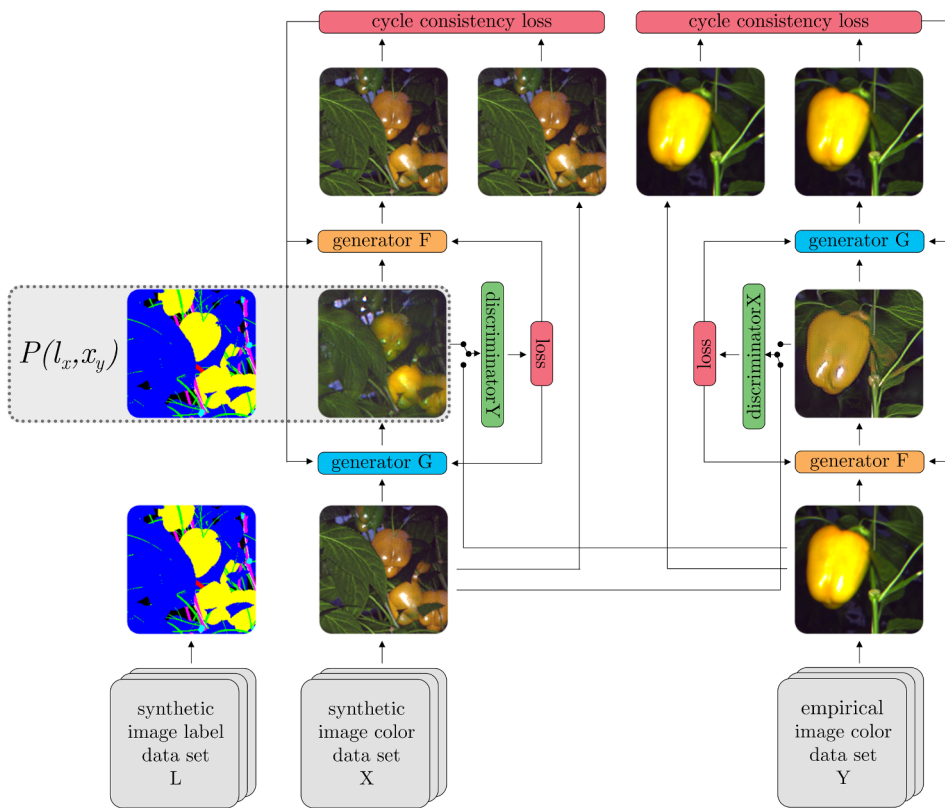 cycle consistency loss
cycle consistency loss
generator F
generator G
P(lₓ,xᵧ)
discriminatorY
loss
loss
discriminatorX
generator G
generator F
synthetic
image label
data set
L
synthetic
image color
data set
X
empirical
image color
data set
Y